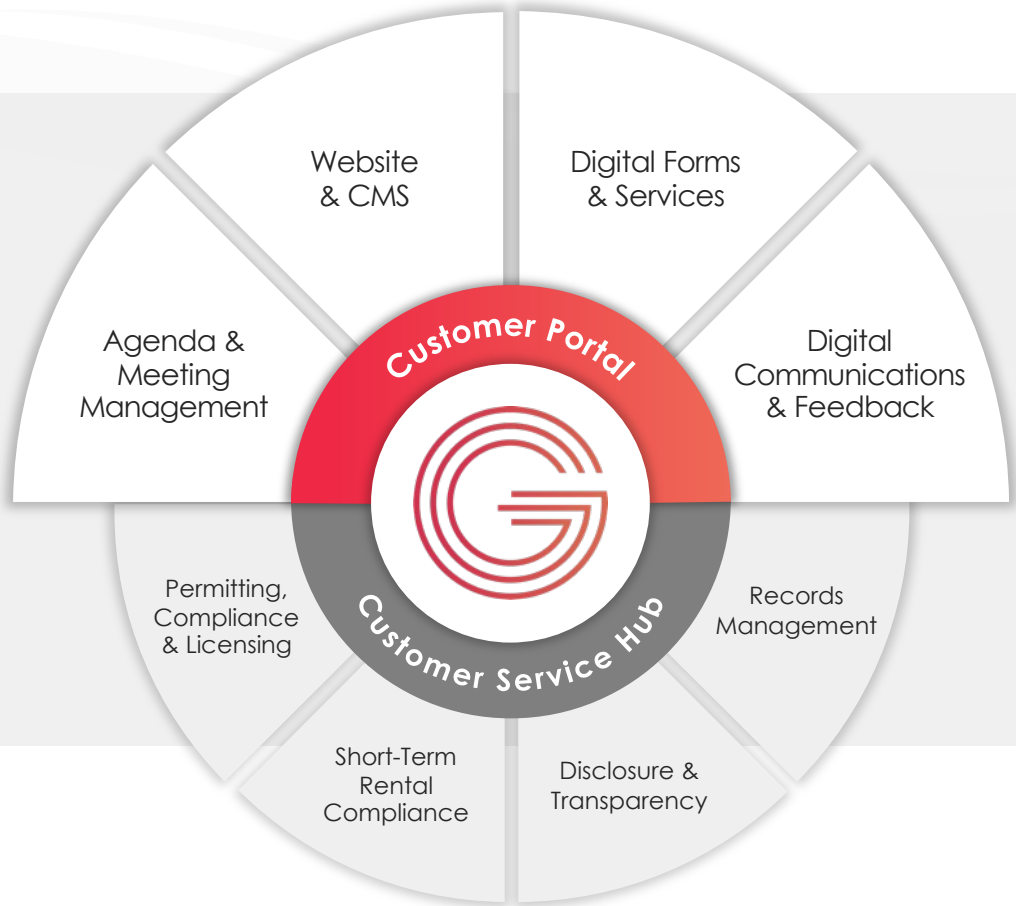 Website
& CMS
Digital Forms
& Services
Agenda &
Meeting
Management
Customer Portal
Digital
Communications
& Feedback
Permitting,
Compliance
& Licensing
Customer Service Hub
Records
Management
Short-Term
Rental
Compliance
Disclosure &
Transparency